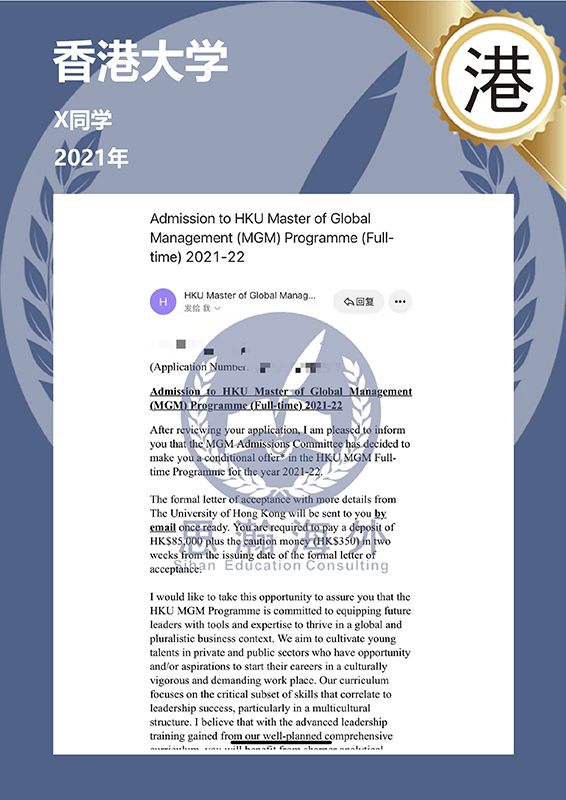 香港大学
港
X同学
2021年
Admission to HKU Master of Global
Management (MGM) Programme (Full-
time) 2021-22
H
HKU Master of Global Manag...
发给 我
回复
(Application Number:
Admission to HKU Master of Global Management
(MGM) Programme (Full-time) 2021-22
After reviewing your application, I am pleased to inform
you that the MGM Admissions Committee has decided to
make you a conditional offer* in the HKU MGM Full-
time Programme for the year 2021-22.
The formal letter of acceptance with more details from
The University of Hong Kong will be sent to you by
email once ready. You are required to pay a deposit of
HK$85,000 plus the caution money (HK$350) in two
weeks from the issuing date of the formal letter of
acceptance.
思瀚海外
Sihan Education Consulting
I would like to take this opportunity to assure you that the
HKU MGM Programme is committed to equipping future
leaders with tools and expertise to thrive in a global and
pluralistic business context. We aim to cultivate young
talents in private and public sectors who have opportunity
and/or aspirations to start their careers in a culturally
vigorous and demanding work place. Our curriculum
focuses on the critical subset of skills that correlate to
leadership success, particularly in a multicultural
structure. I believe that with the advanced leadership
training gained from our well-planned comprehensive
curriculum, you will benefit from sharper analytical